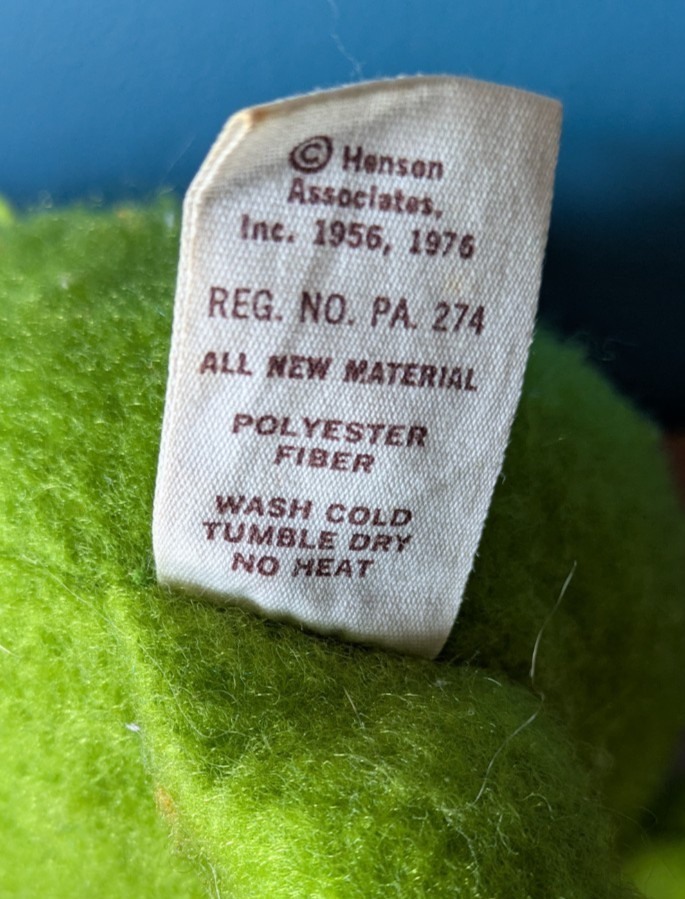 © Henson
Associates,
Inc. 1956, 1976
REG. NO. PA. 274
ALL NEW MATERIAL
POLYESTER
FIBER
WASH COLD
TUMBLE DRY
NO HEAT